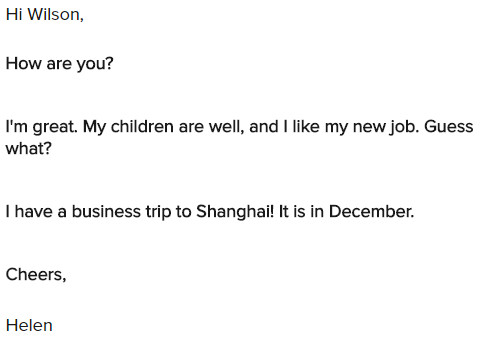 Hi Wilson,
How are you?
I'm great. My children are well, and I like my new job. Guess
what?
I have a business trip to Shanghai! It is in December.
Cheers,
Helen